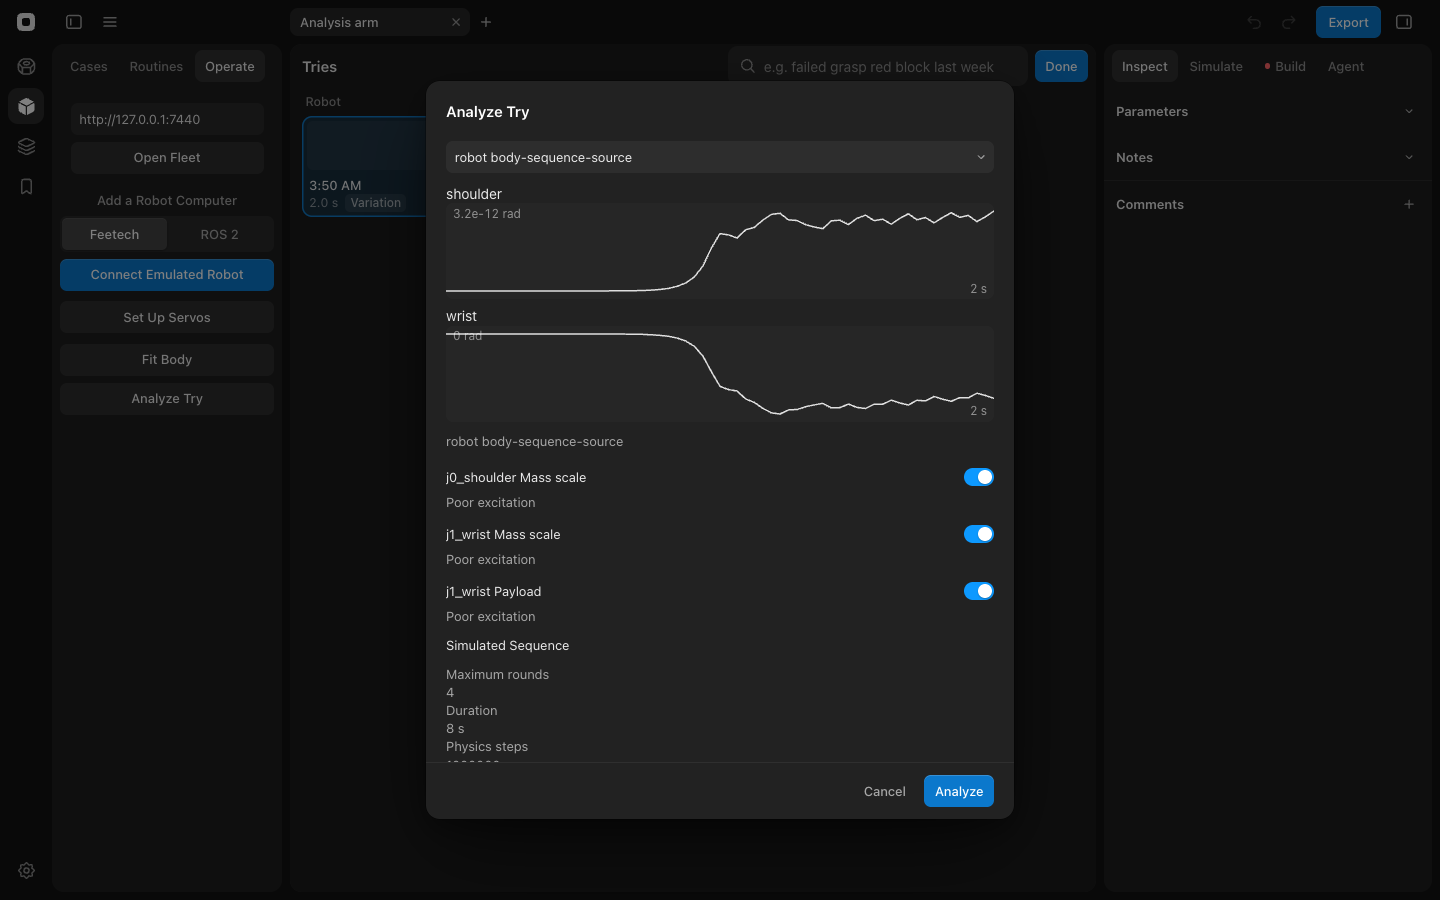 Analysis arm
Export
Cases
Routines
Operate
http://127.0.0.1:7440
Open Fleet
Add a Robot Computer
Feetech
ROS 2
Connect Emulated Robot
Set Up Servos
Fit Body
Analyze Try
Tries
e.g. failed grasp red block last week
Done
Robot
3:50 AM
2.0 s
Variation
Analyze Try
robot body-sequence-source
shoulder
3.2e-12 rad
2 s
wrist
0 rad
2 s
robot body-sequence-source
j0_shoulder Mass scale
Poor excitation
j1_wrist Mass scale
Poor excitation
j1_wrist Payload
Poor excitation
Simulated Sequence
Maximum rounds
4
Duration
8 s
Physics steps
Cancel
Analyze
Inspect
Simulate
Build
Agent
Parameters
Notes
Comments